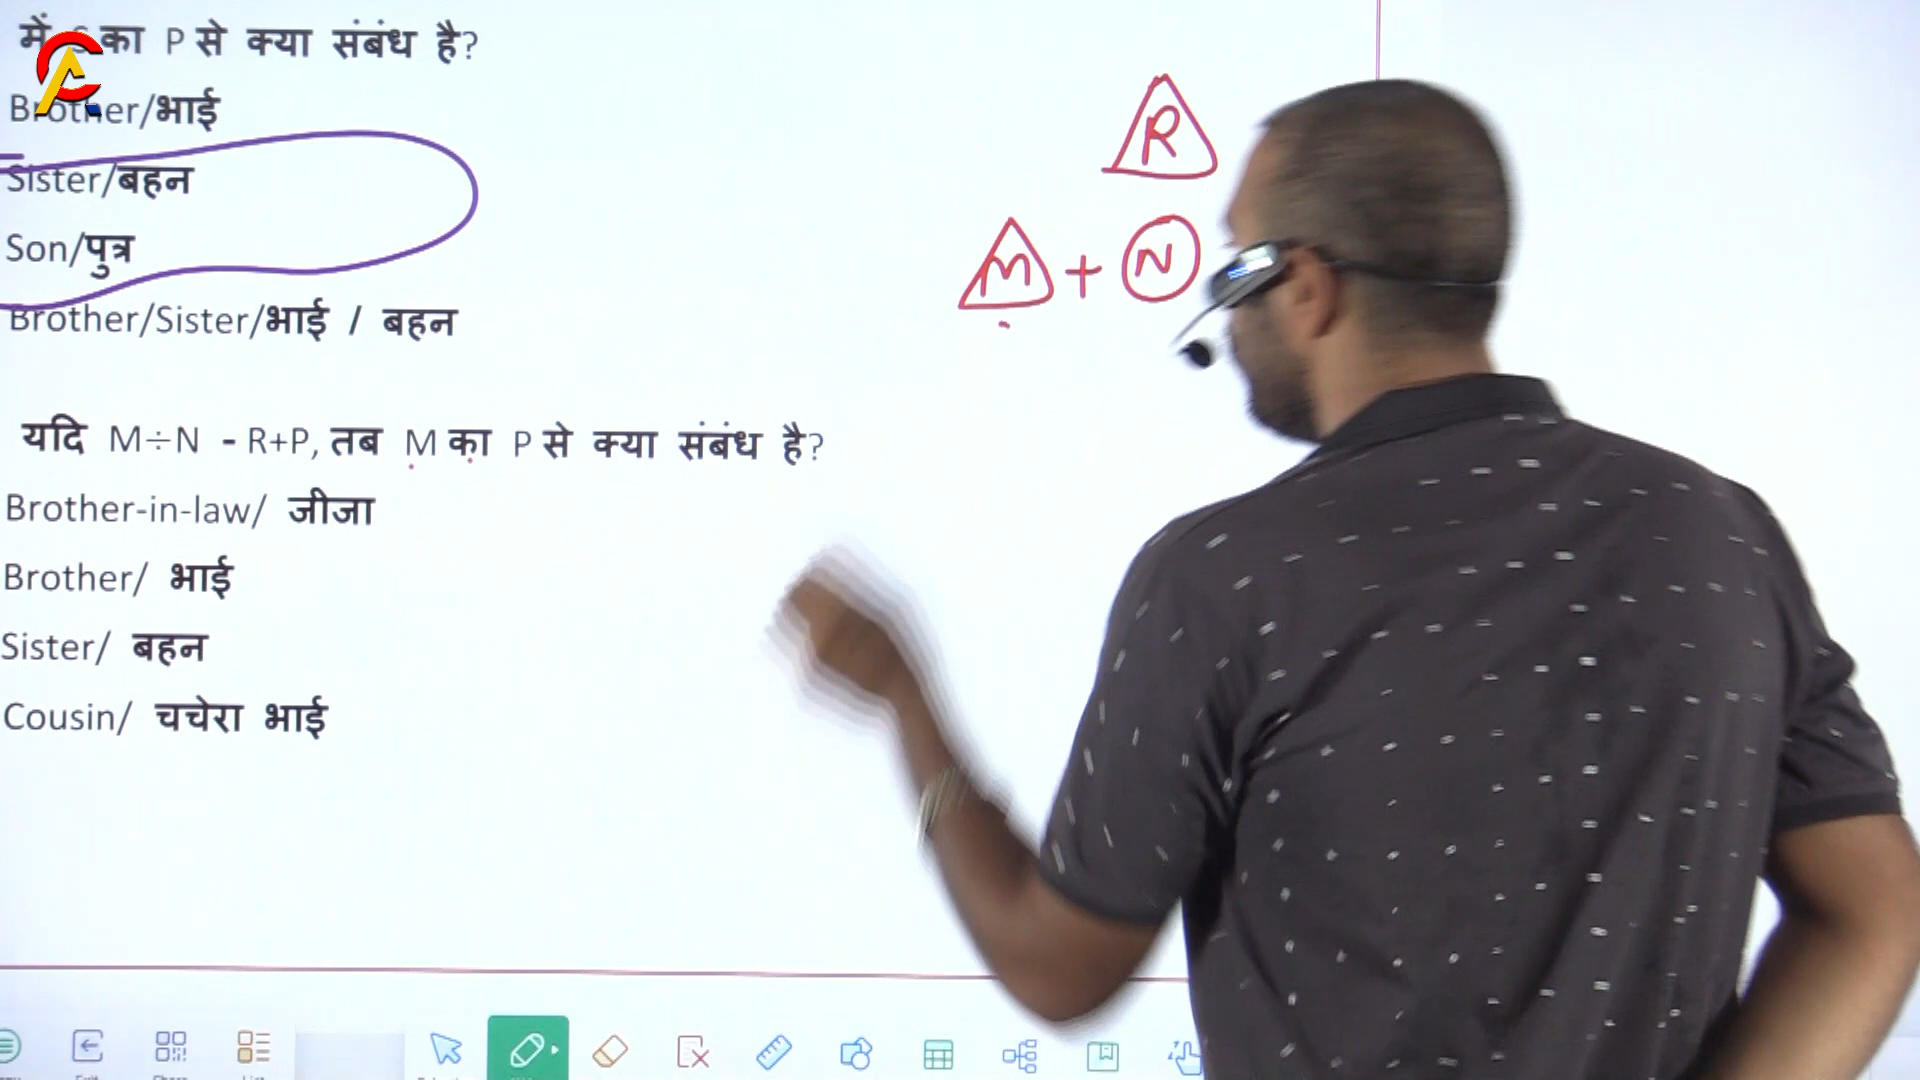 में का P से क्या संबंध है?
Brother/भाई
Sister/बहन
Son/पुत्र
Brother/Sister/भाई / बहन
R
M + N
यदि M÷N - R+P, तब M का P से क्या संबंध है?
Brother-in-law/ जीजा
Brother/ भाई
Sister/ बहन
Cousin/ चचेरा भाई